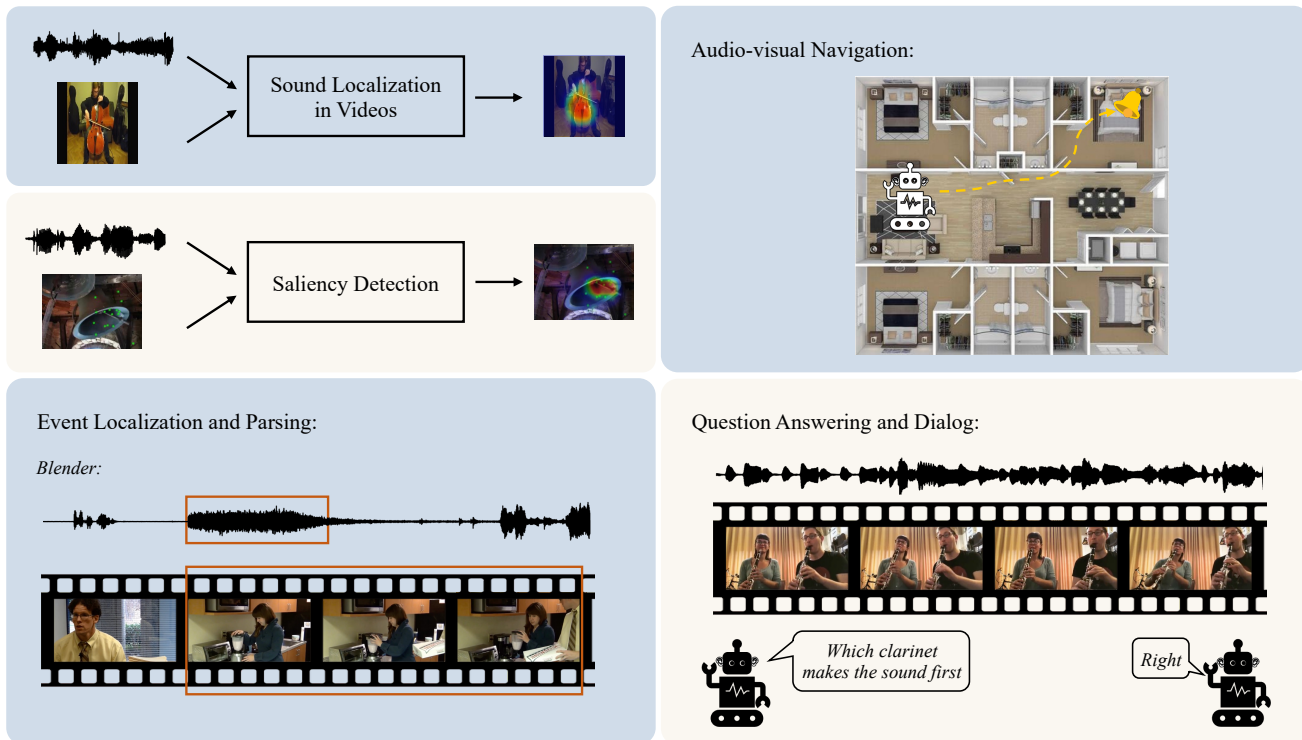 Sound Localization
in Videos
Audio-visual Navigation:
Saliency Detection
Event Localization and Parsing:
Blender:
Question Answering and Dialog:
Which clarinet
makes the sound first
Right